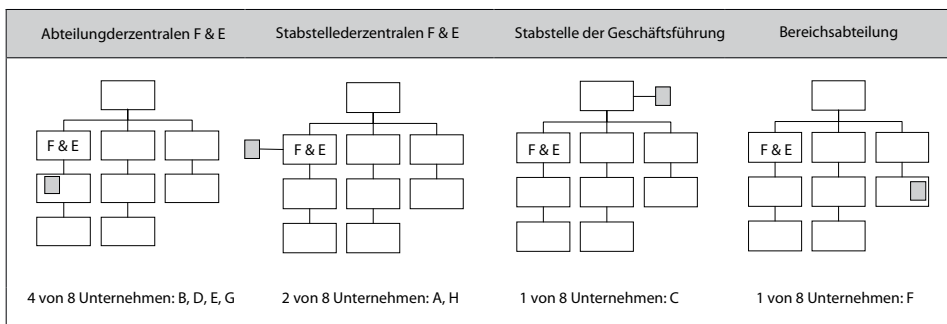 Abteilungderzentralen F & E
Stabstellederzentralen F & E
Stabstelle der Geschäftsführung
Bereichsabteilung
F & E
F & E
F & E
F & E
4 von 8 Unternehmen: B, D, E, G
2 von 8 Unternehmen: A, H
1 von 8 Unternehmen: C
1 von 8 Unternehmen: F